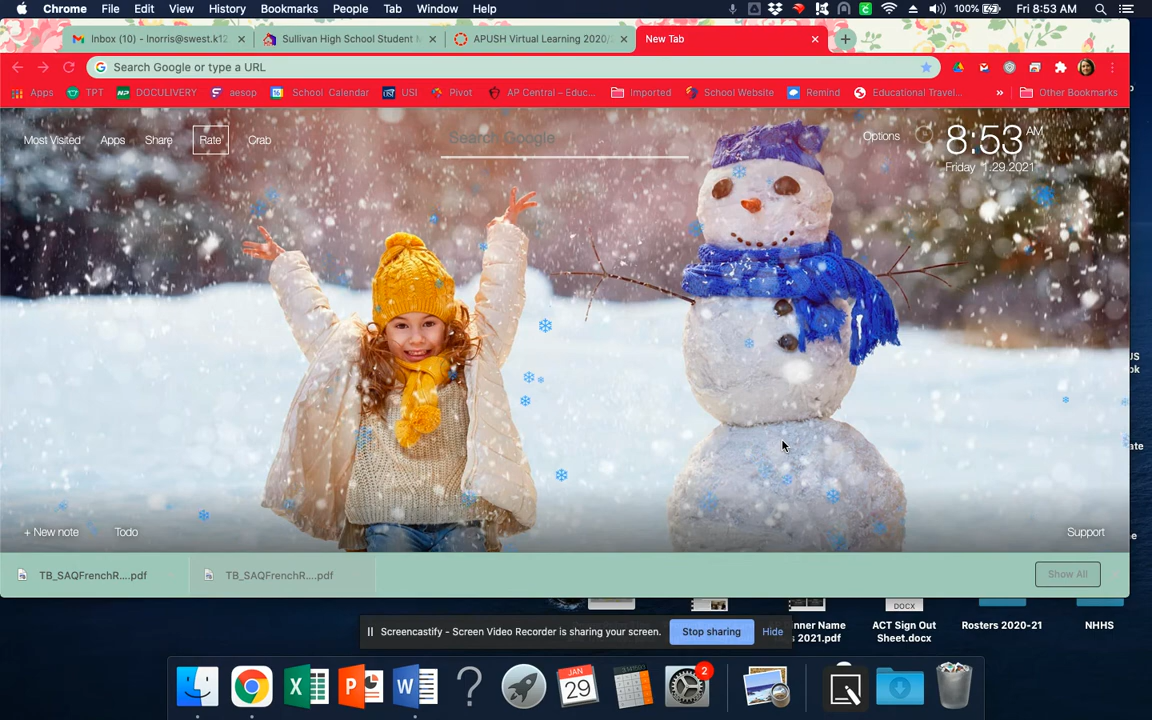 Chrome File Edit View History Bookmarks People Tab Window Help 100% Fri 8:53 AM
Inbox (10) - lnorris@swest.k12 Sullivan High School Student M APUSH Virtual Learning 2020/2 New Tab
Search Google or type a URL
Apps TPT DOCULIVERY aesop School Calendar USI Pivot AP Central – Educ... Imported School Website Remind Educational Travel... » Other Bookmarks
Most Visited Apps Share Rate Crab Search Google Options 8:53 AM
Friday 1.29.2021
+ New note Todo Support
TB_SAQFrenchR....pdf TB_SAQFrenchR....pdf Show All
Screencastify - Screen Video Recorder is sharing your screen. Stop sharing Hide
nner Name
s 2021.pdf
DOCX
ACT Sign Out
Sheet.docx
Rosters 2020-21
NHHS
JAN
29
2